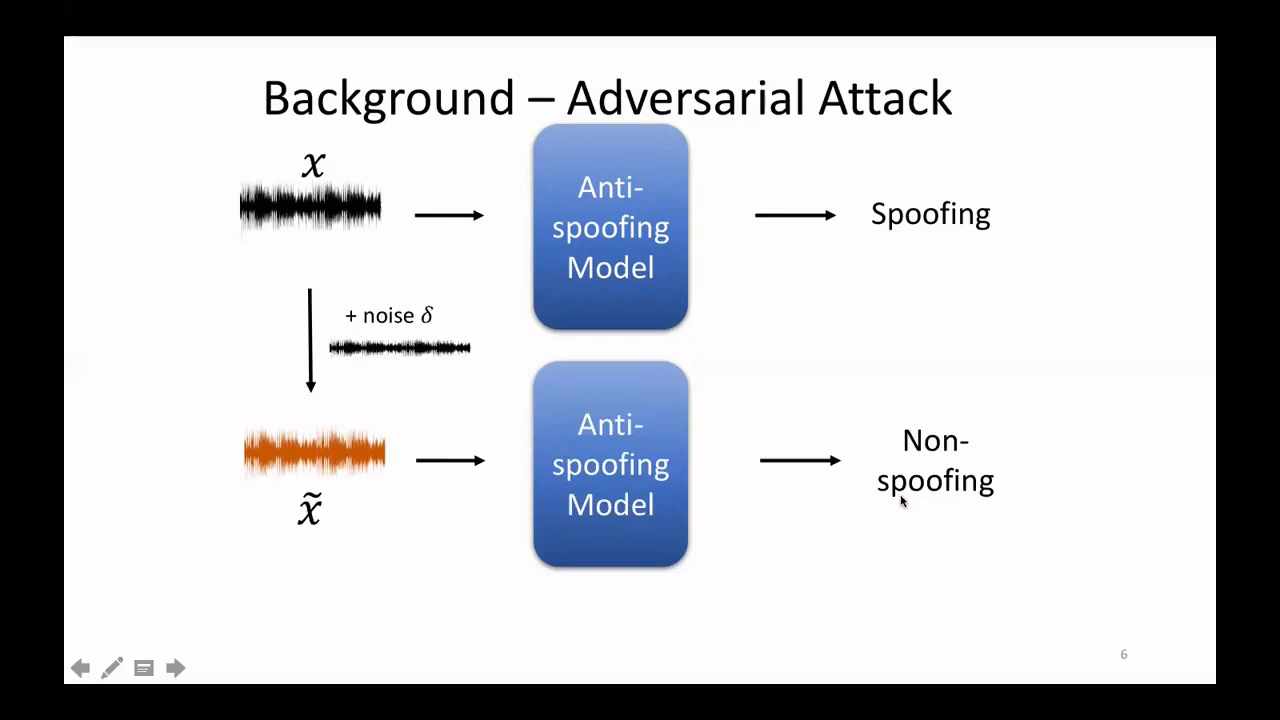 Background – Adversarial Attack
x
Anti-
spoofing
Model
Spoofing
+ noise δ
x̃
Anti-
spoofing
Model
Non-
spoofing
6